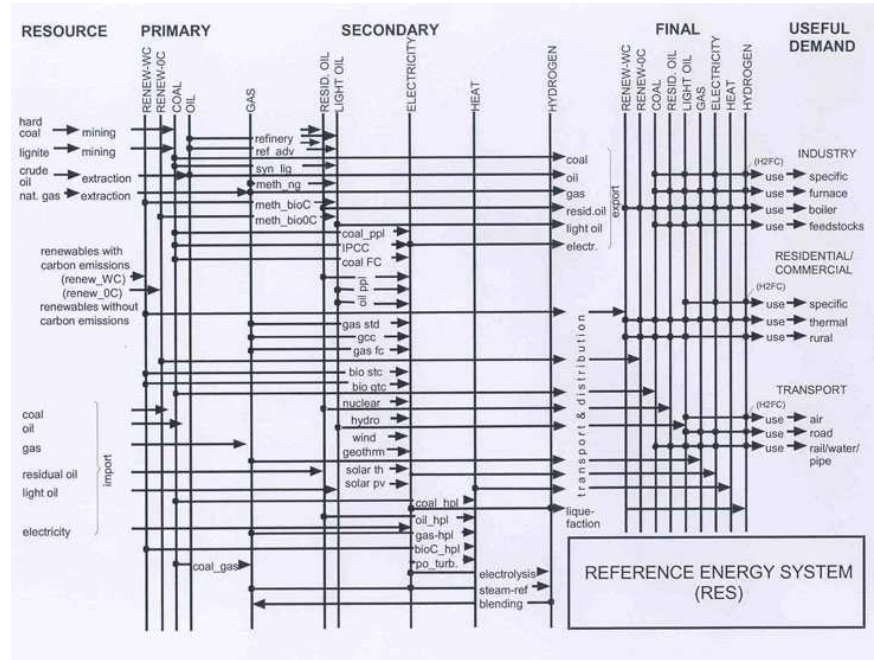 RESOURCE PRIMARY SECONDARY FINAL USEFUL
DEMAND
RENEW-WC
RENEW-0C
COAL
OIL
GAS
RESID. OIL
LIGHT OIL
ELECTRICITY
HEAT
HYDROGEN
RENEW-WC
RENEW-0C
COAL
RESID. OIL
LIGHT OIL
GAS
ELECTRICITY
HEAT
HYDROGEN
hard
coal mining
lignite mining
crude
oil extraction
nat. gas extraction
renewables with
carbon emissions
(renew_WC)
(renew_0C)
renewables without
carbon emissions
coal
oil
gas
residual oil
light oil
electricity
import
refinery
ref_adv
syn_liq
meth_ng
meth_bioC
meth_bio0C
coal_ppl
IPCC
coal FC
oil ppl
gas std
gcc
gas fc
bio stc
bio gtc
nuclear
hydro
wind
geothrm
solar th
solar pv
coal_hpl
oil_hpl
gas-hpl
bioC_hpl
po_turb.
coal_gas
electrolysis
steam-ref
blending
coal
oil
gas
resid.oil
light oil
electr.
export
transport & distribution
lique-
faction
INDUSTRY
(H2FC)
use specific
use furnace
use boiler
use feedstocks
RESIDENTIAL/
COMMERCIAL
(H2FC)
use specific
use thermal
use rural
TRANSPORT
(H2FC)
use air
use road
use rail/water/
pipe
REFERENCE ENERGY SYSTEM
(RES)